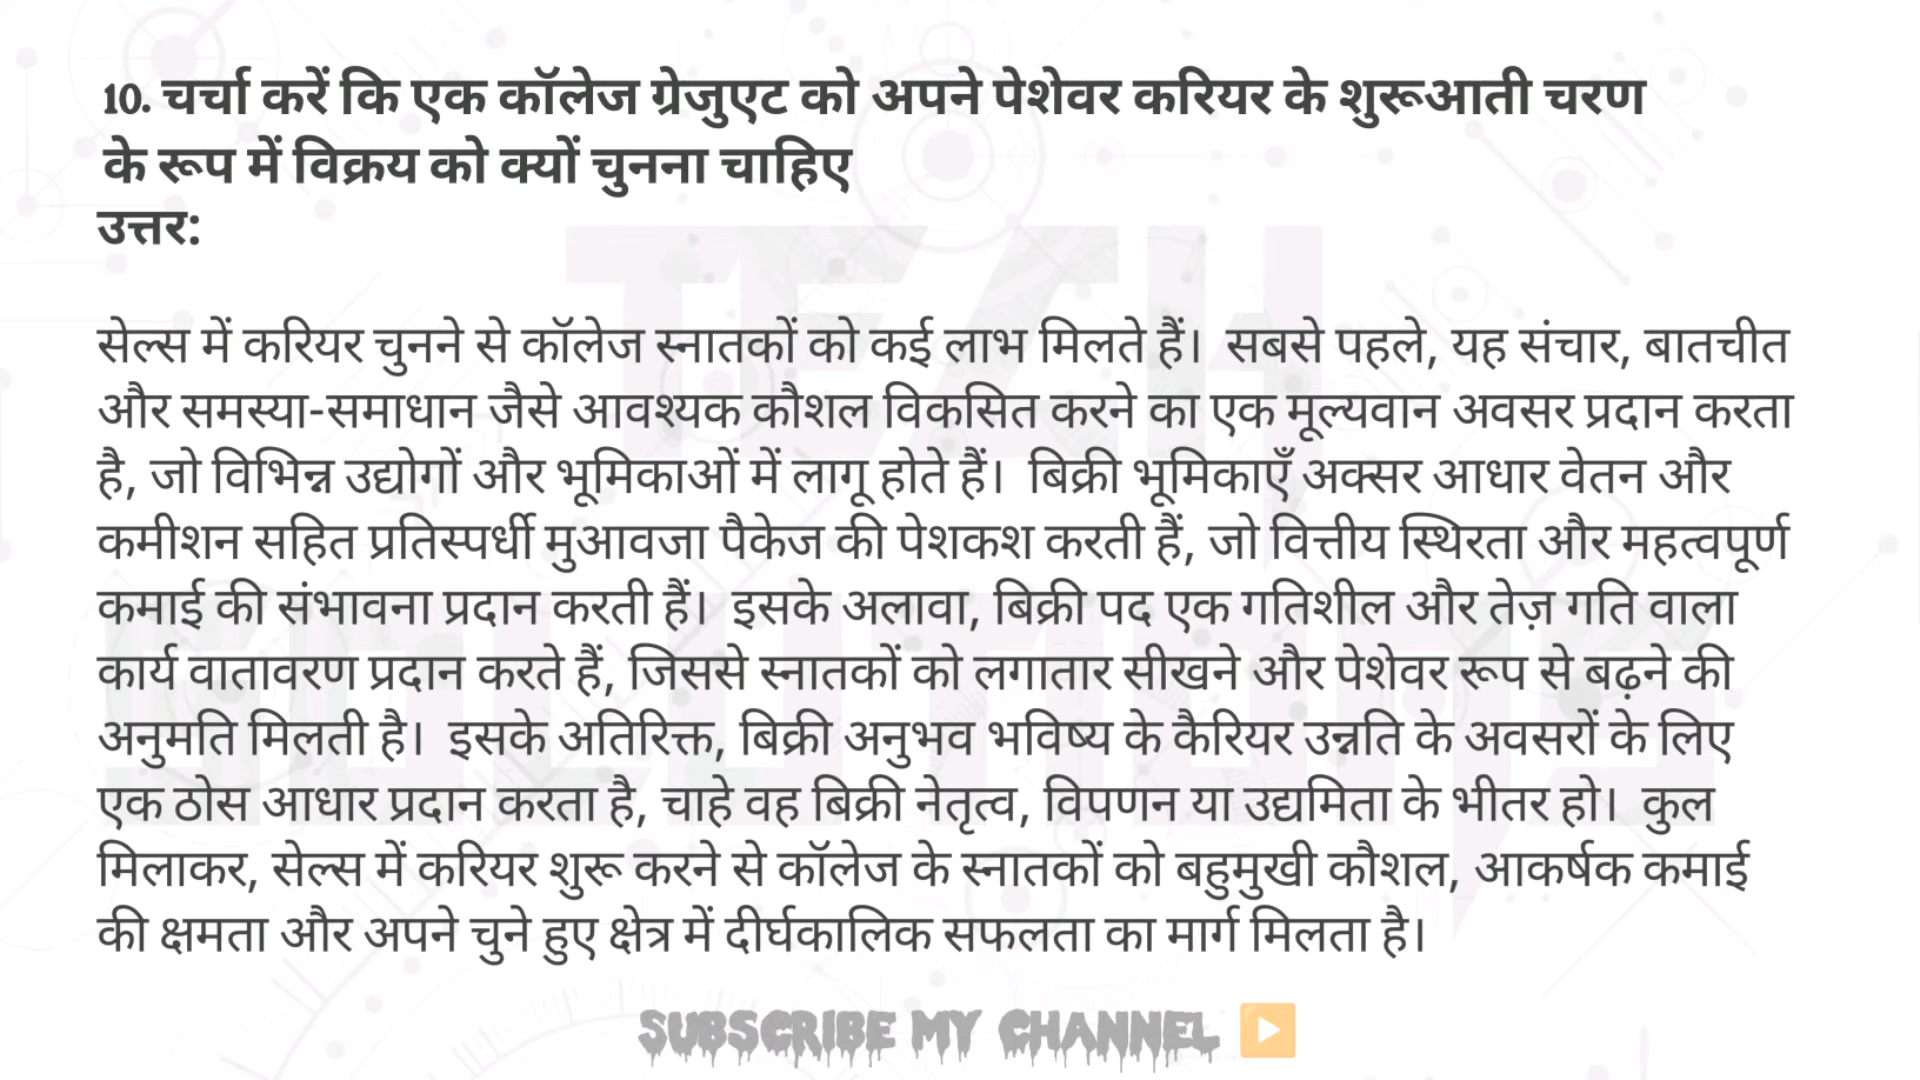 10. चर्चा करें कि एक कॉलेज ग्रेजुएट को अपने पेशेवर करियर के शुरूआती चरण
के रूप में विक्रय को क्यों चुनना चाहिए
उत्तर:
सेल्स में करियर चुनने से कॉलेज स्नातकों को कई लाभ मिलते हैं। सबसे पहले, यह संचार, बातचीत
और समस्या-समाधान जैसे आवश्यक कौशल विकसित करने का एक मूल्यवान अवसर प्रदान करता
है, जो विभिन्न उद्योगों और भूमिकाओं में लागू होते हैं। बिक्री भूमिकाएँ अक्सर आधार वेतन और
कमीशन सहित प्रतिस्पर्धी मुआवजा पैकेज की पेशकश करती हैं, जो वित्तीय स्थिरता और महत्वपूर्ण
कमाई की संभावना प्रदान करती हैं। इसके अलावा, बिक्री पद एक गतिशील और तेज़ गति वाला
कार्य वातावरण प्रदान करते हैं, जिससे स्नातकों को लगातार सीखने और पेशेवर रूप से बढ़ने की
अनुमति मिलती है। इसके अतिरिक्त, बिक्री अनुभव भविष्य के कैरियर उन्नति के अवसरों के लिए
एक ठोस आधार प्रदान करता है, चाहे वह बिक्री नेतृत्व, विपणन या उद्यमिता के भीतर हो। कुल
मिलाकर, सेल्स में करियर शुरू करने से कॉलेज के स्नातकों को बहुमुखी कौशल, आकर्षक कमाई
की क्षमता और अपने चुने हुए क्षेत्र में दीर्घकालिक सफलता का मार्ग मिलता है।
TECH
SOLUTIONS
SUBSCRIBE MY CHANNEL